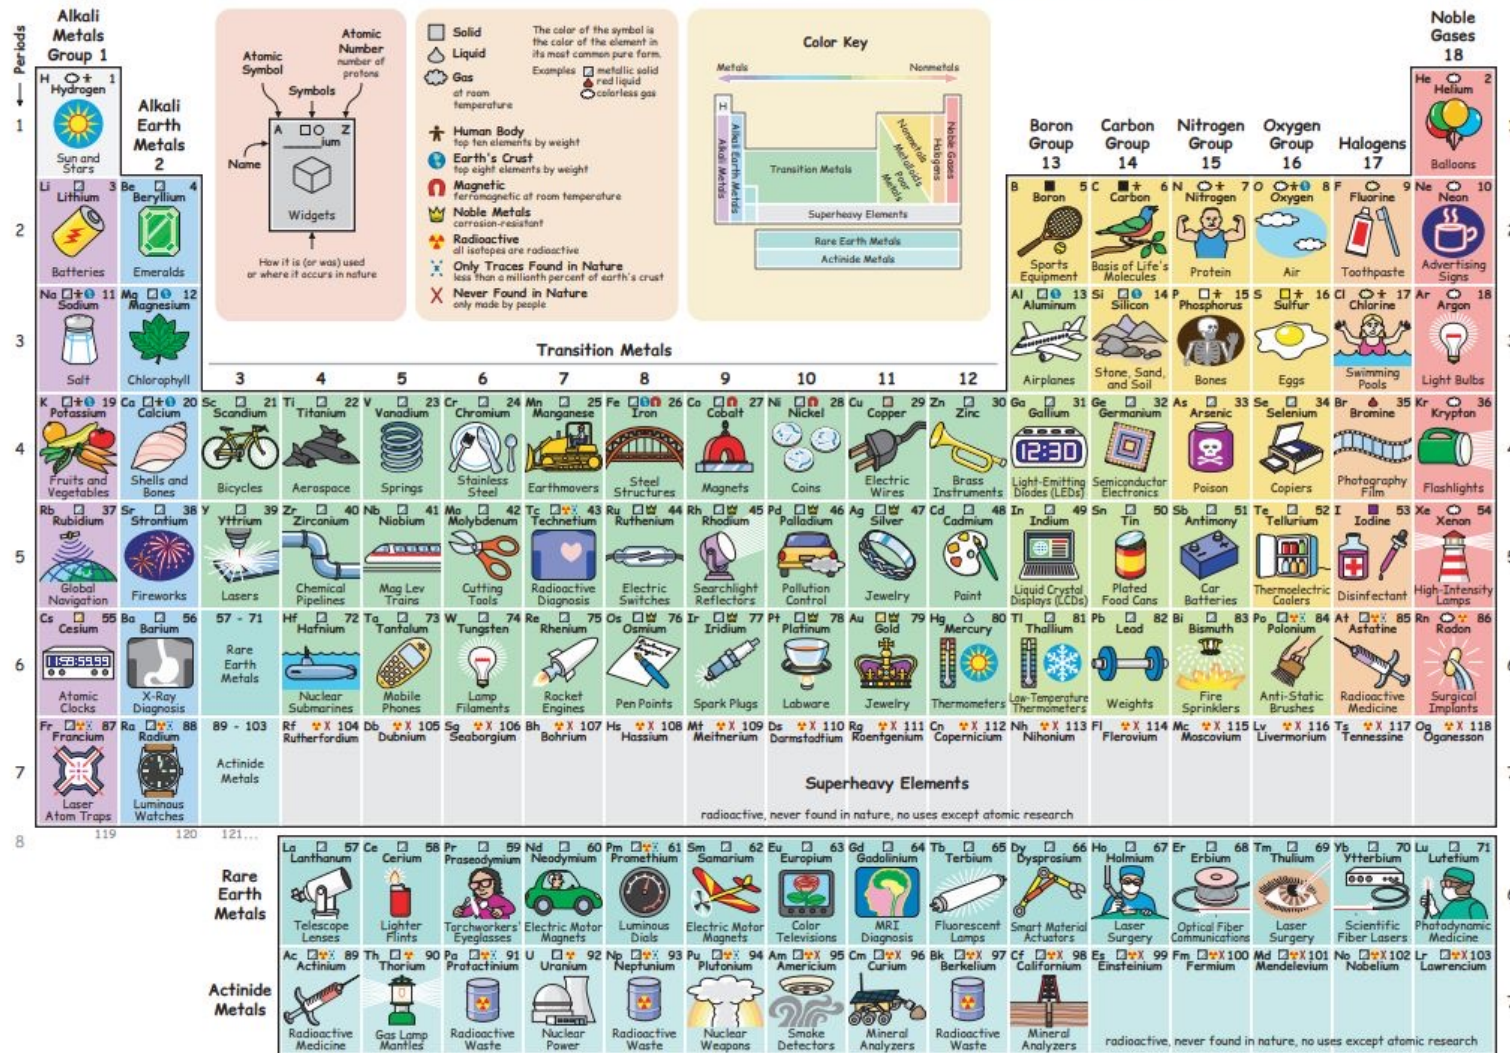 Periods
Alkali
Metals
Group 1
Alkali
Earth
Metals
2
Atomic
Symbol
Atomic
Number
number of
protons
Symbols
Name
A Z
______ium
Widgets
How it is (or was) used
or where it occurs in nature
Solid
Liquid
Gas
at room
temperature
The color of the symbol is
the color of the element in
its most common pure form.
Examples
metallic solid
red liquid
colorless gas
Human Body
top ten elements by weight
Earth's Crust
top eight elements by weight
Magnetic
ferromagnetic at room temperature
Noble Metals
corrosion-resistant
Radioactive
all isotopes are radioactive
Only Traces Found in Nature
less than a millionth percent of earth's crust
Never Found in Nature
only made by people
Color Key
Metals
Nonmetals
H
Alkali Metals
Alkali Earth Metals
Transition Metals
Poor Metals
Metalloids
Nonmetals
Halogens
Noble Gases
Superheavy Elements
Rare Earth Metals
Actinide Metals
Boron
Group
13
Carbon
Group
14
Nitrogen
Group
15
Oxygen
Group
16
Halogens
17
Noble
Gases
18
1
H 1
Hydrogen
Sun and
Stars
He 2
Helium
Balloons
2
Li 3
Lithium
Batteries
Be 4
Beryllium
Emeralds
B 5
Boron
Sports
Equipment
C 6
Carbon
Basis of Life's
Molecules
N 7
Nitrogen
Protein
O 8
Oxygen
Air
F 9
Fluorine
Toothpaste
Ne 10
Neon
Advertising
Signs
3
Na 11
Sodium
Salt
Mg 12
Magnesium
Chlorophyll
Transition Metals
3 4 5 6 7 8 9 10 11 12
Al 13
Aluminum
Airplanes
Si 14
Silicon
Stone, Sand,
and Soil
P 15
Phosphorus
Bones
S 16
Sulfur
Eggs
Cl 17
Chlorine
Swimming
Pools
Ar 18
Argon
Light Bulbs
4
K 19
Potassium
Fruits and
Vegetables
Ca 20
Calcium
Shells and
Bones
Sc 21
Scandium
Bicycles
Ti 22
Titanium
Aerospace
V 23
Vanadium
Springs
Cr 24
Chromium
Stainless
Steel
Mn 25
Manganese
Earthmovers
Fe 26
Iron
Steel
Structures
Co 27
Cobalt
Magnets
Ni 28
Nickel
Coins
Cu 29
Copper
Electric
Wires
Zn 30
Zinc
Brass
Instruments
Ga 31
Gallium
12:30
Light-Emitting
Diodes (LEDs)
Ge 32
Germanium
Semiconductor
Electronics
As 33
Arsenic
Poison
Se 34
Selenium
Copiers
Br 35
Bromine
Photography
Film
Kr 36
Krypton
Flashlights
5
Rb 37
Rubidium
Global
Navigation
Sr 38
Strontium
Fireworks
Y 39
Yttrium
Lasers
Zr 40
Zirconium
Chemical
Pipelines
Nb 41
Niobium
Mag Lev
Trains
Mo 42
Molybdenum
Cutting
Tools
Tc 43
Technetium
Radioactive
Diagnosis
Ru 44
Ruthenium
Electric
Switches
Rh 45
Rhodium
Searchlight
Reflectors
Pd 46
Palladium
Pollution
Control
Ag 47
Silver
Jewelry
Cd 48
Cadmium
Paint
In 49
Indium
Liquid Crystal
Displays (LCDs)
Sn 50
Tin
Plated
Food Cans
Sb 51
Antimony
Car
Batteries
Te 52
Tellurium
Thermoelectric
Coolers
I 53
Iodine
Disinfectant
Xe 54
Xenon
High-Intensity
Lamps
6
Cs 55
Cesium
11:59:59.99
Atomic
Clocks
Ba 56
Barium
X-Ray
Diagnosis
57 - 71
Rare
Earth
Metals
Hf 72
Hafnium
Nuclear
Submarines
Ta 73
Tantalum
Mobile
Phones
W 74
Tungsten
Lamp
Filaments
Re 75
Rhenium
Rocket
Engines
Os 76
Osmium
Pen Points
Ir 77
Iridium
Spark Plugs
Pt 78
Platinum
Labware
Au 79
Gold
Jewelry
Hg 80
Mercury
Thermometers
Tl 81
Thallium
Low-Temperature
Thermometers
Pb 82
Lead
Weights
Bi 83
Bismuth
Fire
Sprinklers
Po 84
Polonium
Anti-Static
Brushes
At 85
Astatine
Radioactive
Medicine
Rn 86
Radon
Surgical
Implants
7
Fr 87
Francium
Laser
Atom Traps
Ra 88
Radium
Luminous
Watches
89 - 103
Actinide
Metals
Rf 104
Rutherfordium
Db 105
Dubnium
Sg 106
Seaborgium
Bh 107
Bohrium
Hs 108
Hassium
Mt 109
Meitnerium
Ds 110
Darmstadtium
Rg 111
Roentgenium
Cn 112
Copernicium
Nh 113
Nihonium
Fl 114
Flerovium
Mc 115
Moscovium
Lv 116
Livermorium
Ts 117
Tennessine
Og 118
Oganesson
Superheavy Elements
radioactive, never found in nature, no uses except atomic research
8
119 120 121...
Rare
Earth
Metals
La 57
Lanthanum
Telescope
Lenses
Ce 58
Cerium
Lighter
Flints
Pr 59
Praseodymium
Torchworkers'
Eyeglasses
Nd 60
Neodymium
Electric Motor
Magnets
Pm 61
Promethium
Luminous
Dials
Sm 62
Samarium
Electric Motor
Magnets
Eu 63
Europium
Color
Televisions
Gd 64
Gadolinium
MRI
Diagnosis
Tb 65
Terbium
Fluorescent
Lamps
Dy 66
Dysprosium
Smart Material
Actuators
Ho 67
Holmium
Laser
Surgery
Er 68
Erbium
Optical Fiber
Communications
Tm 69
Thulium
Laser
Surgery
Yb 70
Ytterbium
Scientific
Fiber Lasers
Lu 71
Lutetium
Photodynamic
Medicine
Actinide
Metals
Ac 89
Actinium
Radioactive
Medicine
Th 90
Thorium
Gas Lamp
Mantles
Pa 91
Protactinium
Radioactive
Waste
U 92
Uranium
Nuclear
Power
Np 93
Neptunium
Radioactive
Waste
Pu 94
Plutonium
Nuclear
Weapons
Am 95
Americium
Smoke
Detectors
Cm 96
Curium
Mineral
Analyzers
Bk 97
Berkelium
Radioactive
Waste
Cf 98
Californium
Mineral
Analyzers
Es 99
Einsteinium
Fm 100
Fermium
Md 101
Mendelevium
No 102
Nobelium
Lr 103
Lawrencium
radioactive, never found in nature, no uses except atomic research